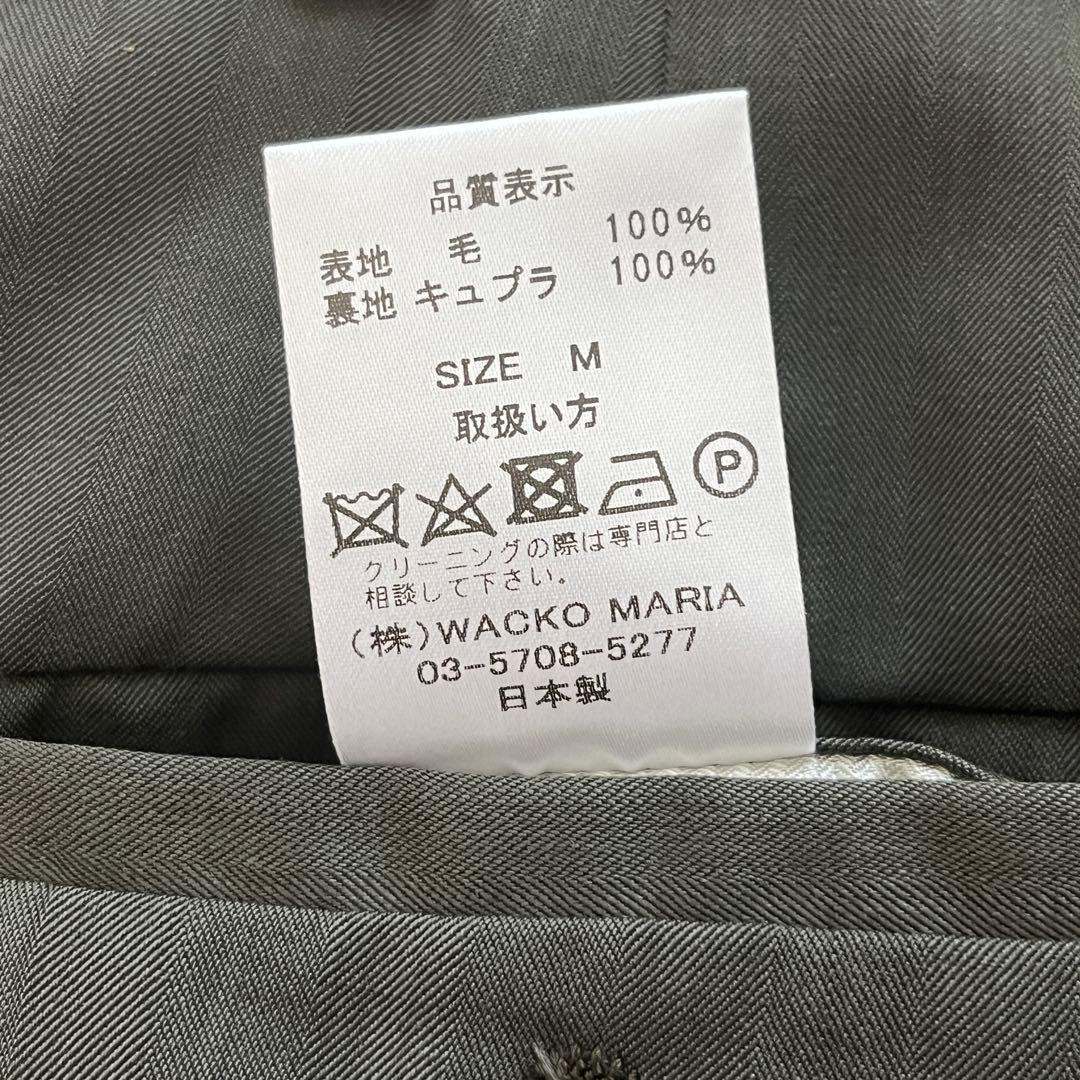 品質表示
表地 毛 100%
裏地 キュプラ 100%
SIZE M
取扱い方
P
クリーニングの際は専門店と
相談して下さい。
(株)WACKO MARIA
03-5708-5277
日本製